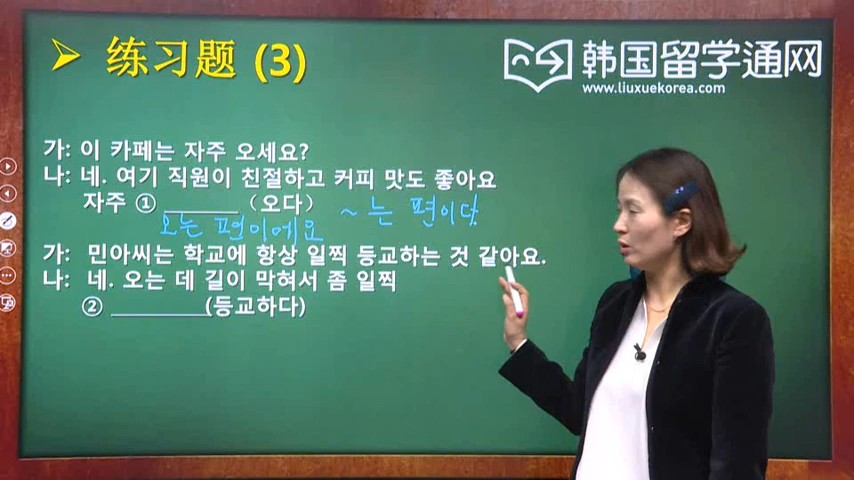 练习题 (3)
韩国留学通网
www.liuxuekorea.com
가: 이 카페는 자주 오세요?
나: 네. 여기 직원이 친절하고 커피 맛도 좋아요
자주 ① ______ (오다)
오는 편이에요 ~는 편이다
가: 민아씨는 학교에 항상 일찍 등교하는 것 같아요.
나: 네. 오는 데 길이 막혀서 좀 일찍
② ________(등교하다)